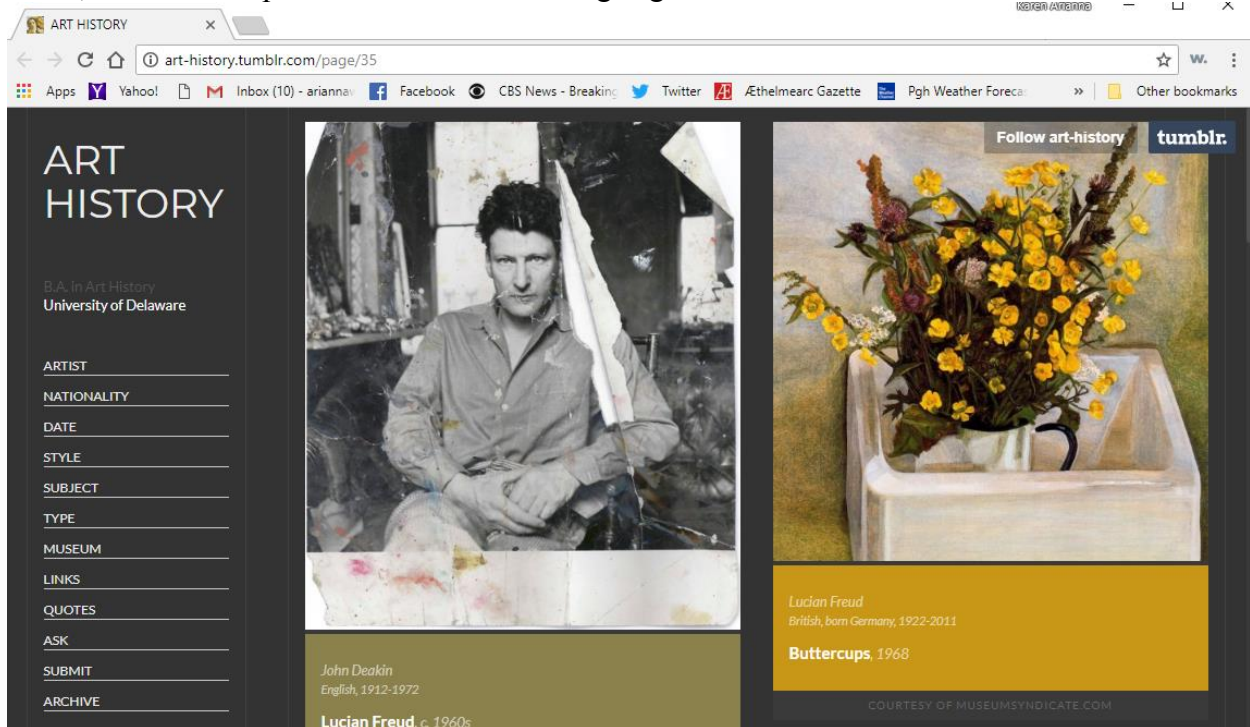 ART HISTORY
Karen Arianna
art-history.tumblr.com/page/35
Apps Yahoo! Inbox (10) - ariannav Facebook CBS News - Breaking Twitter Æ Æthelmearc Gazette Pgh Weather Foreca » Other bookmarks
w.
ART
HISTORY
B.A. in Art History
University of Delaware
ARTIST
NATIONALITY
DATE
STYLE
SUBJECT
TYPE
MUSEUM
LINKS
QUOTES
ASK
SUBMIT
ARCHIVE
John Deakin
English, 1912-1972
Lucian Freud, c. 1960s
Follow art-history tumblr.
Lucian Freud
British, born Germany, 1922-2011
Buttercups, 1968
COURTESY OF MUSEUMSYNDICATE.COM